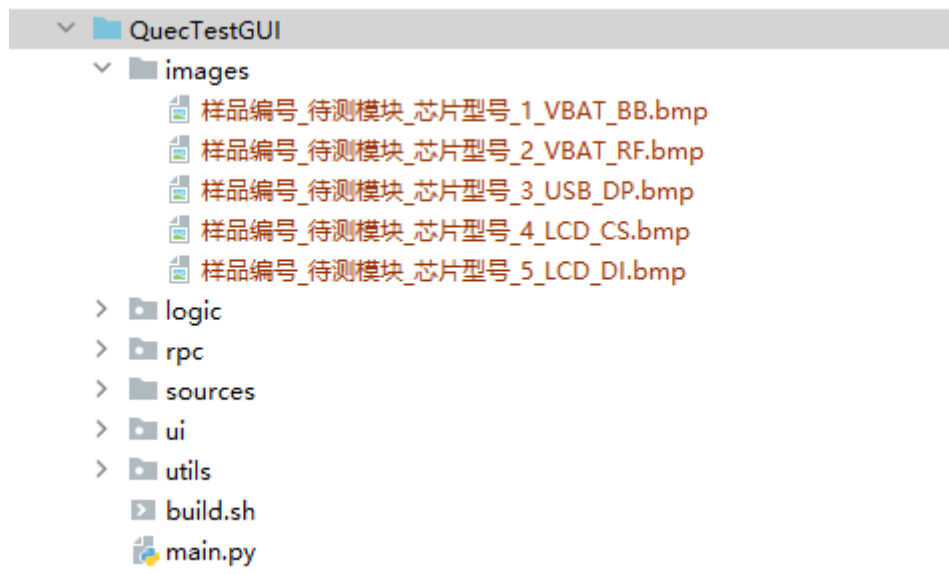 QuecTestGUI
images
样品编号_待测模块_芯片型号_1_VBAT_BB.bmp
样品编号_待测模块_芯片型号_2_VBAT_RF.bmp
样品编号_待测模块_芯片型号_3_USB_DP.bmp
样品编号_待测模块_芯片型号_4_LCD_CS.bmp
样品编号_待测模块_芯片型号_5_LCD_DI.bmp
logic
rpc
sources
ui
utils
build.sh
main.py